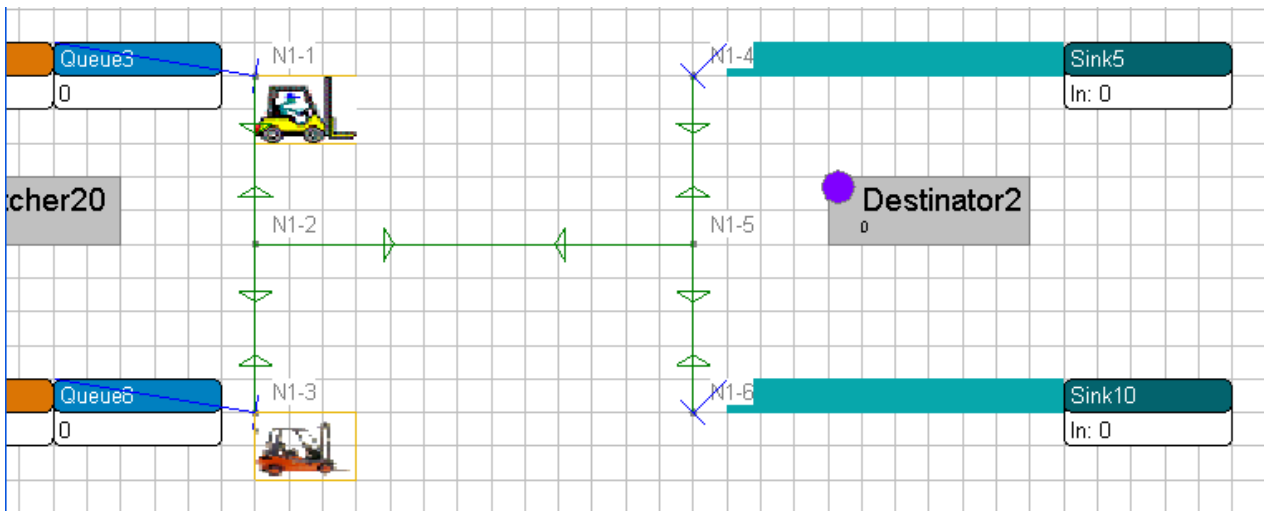 Queue3
N1-1
N1-4
Sink5
0
In: 0
tcher20
Destinator2
0
N1-2
N1-5
Queue8
N1-3
N1-6
Sink10
0
In: 0